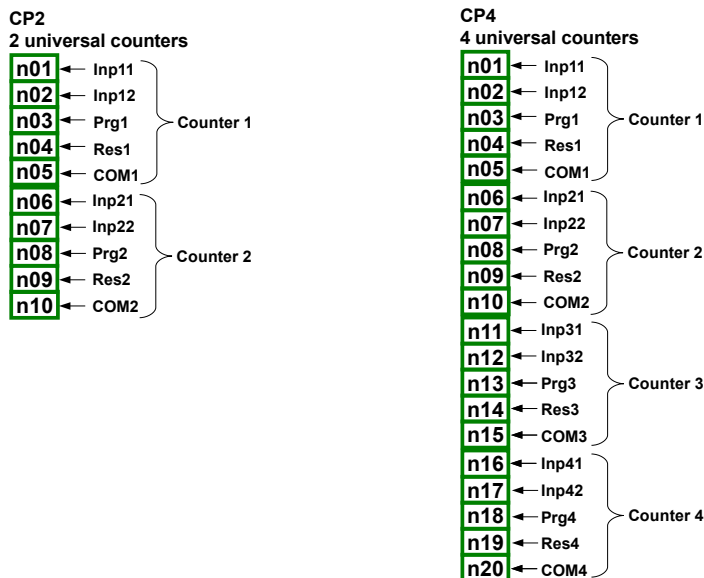 CP2
2 universal counters
n01 Inp11
n02 Inp12
n03 Prg1
n04 Res1
n05 COM1
Counter 1
n06 Inp21
n07 Inp22
n08 Prg2
n09 Res2
n10 COM2
Counter 2
CP4
4 universal counters
n01 Inp11
n02 Inp12
n03 Prg1
n04 Res1
n05 COM1
Counter 1
n06 Inp21
n07 Inp22
n08 Prg2
n09 Res2
n10 COM2
Counter 2
n11 Inp31
n12 Inp32
n13 Prg3
n14 Res3
n15 COM3
Counter 3
n16 Inp41
n17 Inp42
n18 Prg4
n19 Res4
n20 COM4
Counter 4